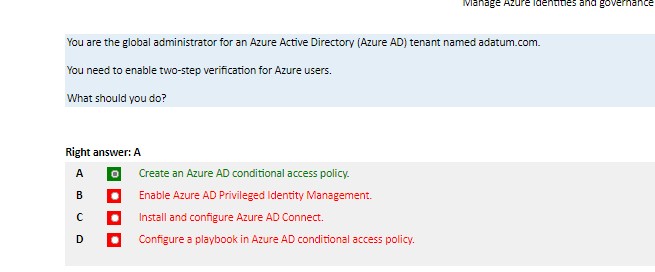 Manage Azure identities and governance
You are the global administrator for an Azure Active Directory (Azure AD) tenant named adatum.com.
You need to enable two-step verification for Azure users.
What should you do?
Right answer: A
A Create an Azure AD conditional access policy.
B Enable Azure AD Privileged Identity Management.
C Install and configure Azure AD Connect.
D Configure a playbook in Azure AD conditional access policy.